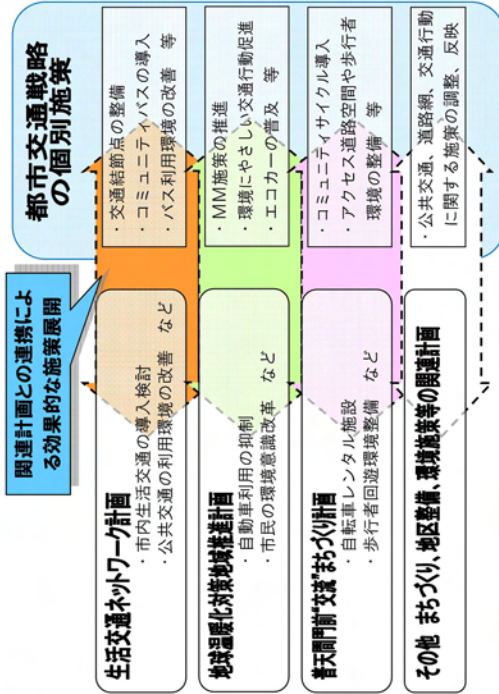 関連計画との連携によ
る効果的な施策展開
都市交通戦略
の個別施策
生活交通ネットワーク計画
・市内生活交通の導入検討
・公共交通の利用環境の改善　など
・交通結節点の整備
・コミュニティバスの導入
・バス利用環境の改善　等
地球温暖化対策地域推進計画
・自動車利用の抑制
・市民の環境意識改革　など
・MM施策の推進
・環境にやさしい交通行動促進
・エコカーの普及　等
普天間門前“交流”まちづくり計画
・自転車レンタル施設
・歩行者回遊環境整備　など
・コミュニティサイクル導入
・アクセス道路空間や歩行者
環境の整備　等
その他　まちづくり、地区整備、環境施策等の関連計画
・公共交通、道路網、交通行動
に関する施策の調整、反映